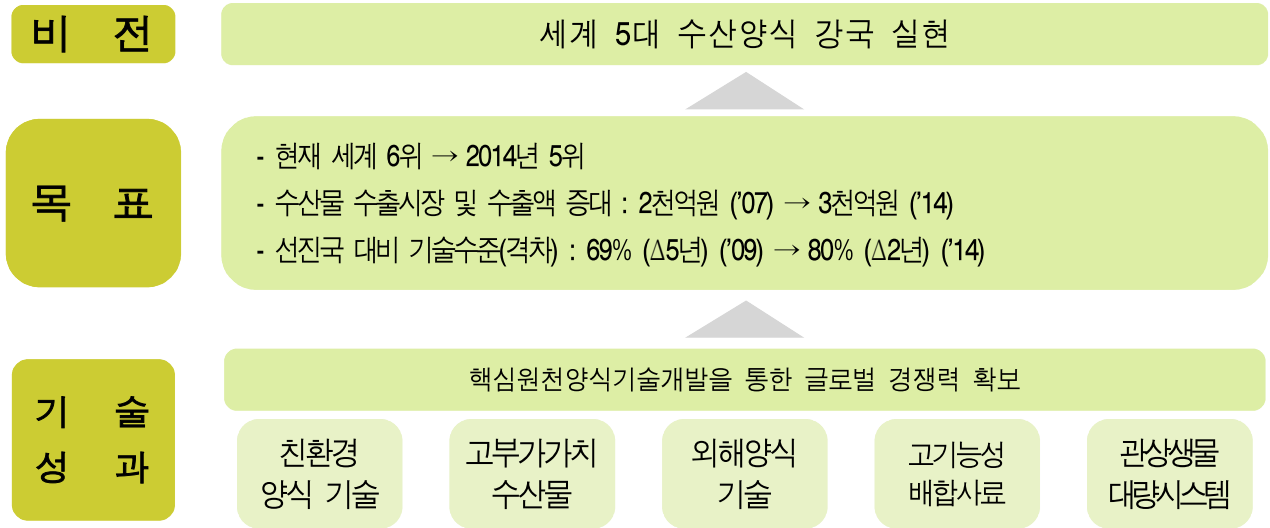 비 전
세계 5대 수산양식 강국 실현
목 표
- 현재 세계 6위 → 2014년 5위
- 수산물 수출시장 및 수출액 증대 : 2천억원 ('07) → 3천억원 ('14)
- 선진국 대비 기술수준(격차) : 69% (Δ5년) ('09) → 80% (Δ2년) ('14)
기 술
성 과
핵심원천양식기술개발을 통한 글로벌 경쟁력 확보
친환경
양식 기술
고부가가치
수산물
외해양식
기술
고기능성
배합사료
관상생물
대량시스템